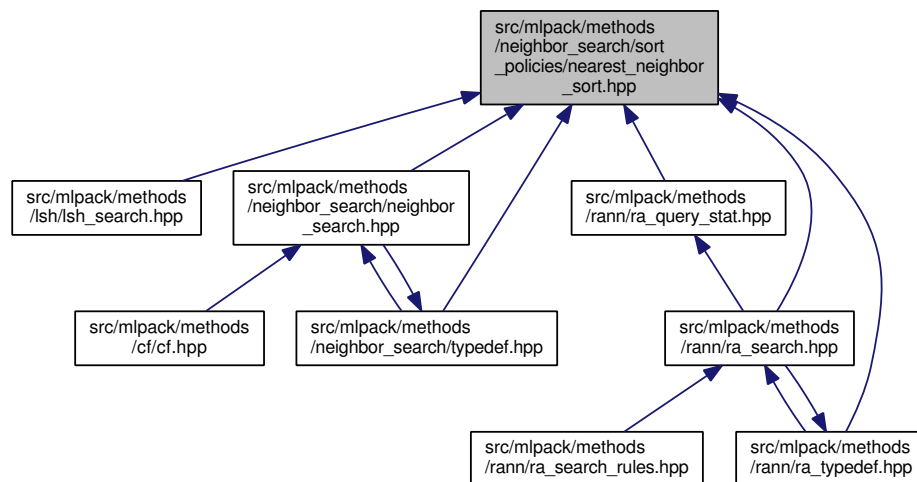 src/mlpack/methods
/neighbor_search/sort
_policies/nearest_neighbor
_sort.hpp
src/mlpack/methods
/lsh/lsh_search.hpp
src/mlpack/methods
/neighbor_search/neighbor
_search.hpp
src/mlpack/methods
/rann/ra_query_stat.hpp
src/mlpack/methods
/cf/cf.hpp
src/mlpack/methods
/neighbor_search/typedef.hpp
src/mlpack/methods
/rann/ra_search.hpp
src/mlpack/methods
/rann/ra_search_rules.hpp
src/mlpack/methods
/rann/ra_typedef.hpp